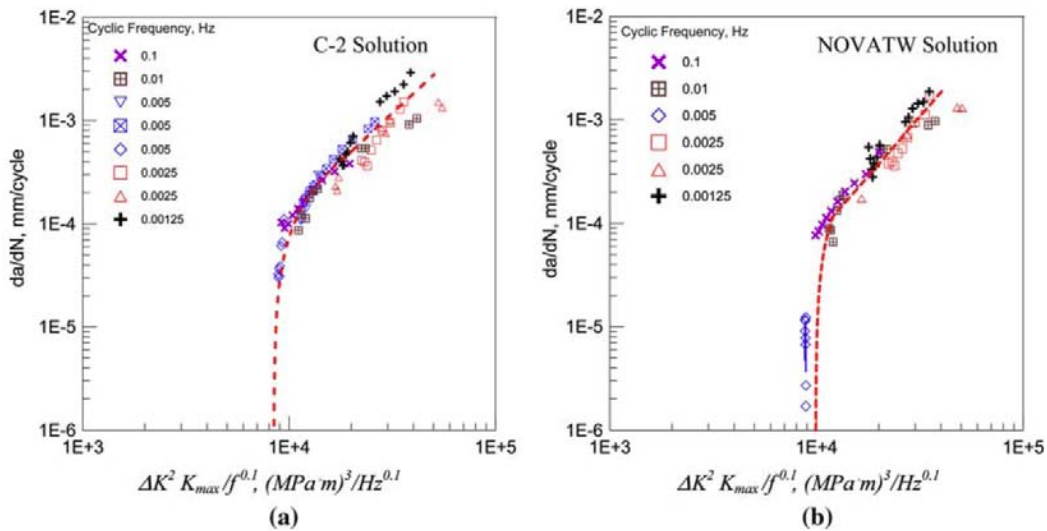 (a)
1E-2
Cyclic Frequency, Hz
C-2 Solution
0.1
0.01
0.005
0.005
0.005
0.0025
0.0025
0.00125
1E-3
1E-4
1E-5
1E-6
da/dN, mm/cycle
1E+3
1E+4
1E+5
ΔK² Kmax/f^0.1, (MPa·m)³/Hz^0.1
(a)
(b)
1E-2
Cyclic Frequency, Hz
NOVATW Solution
0.1
0.01
0.005
0.0025
0.0025
0.00125
1E-3
1E-4
1E-5
1E-6
da/dN, mm/cycle
1E+3
1E+4
1E+5
ΔK² Kmax/f^0.1, (MPa·m)³/Hz^0.1
(b)